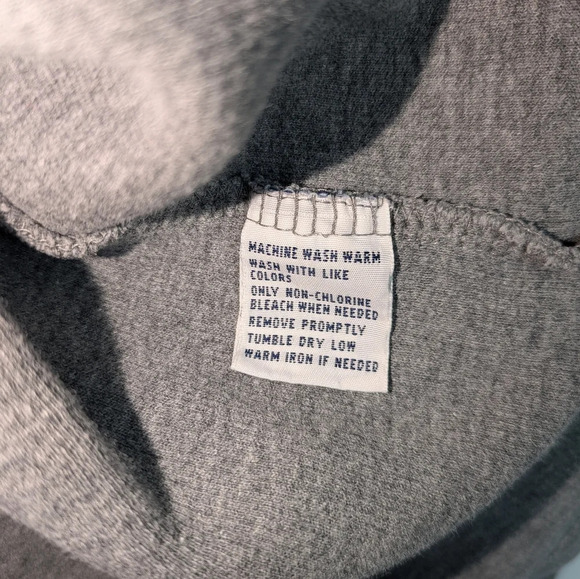 MACHINE WASH WARM
WASH WITH LIKE
COLORS
ONLY NON-CHLORINE
BLEACH WHEN NEEDED
REMOVE PROMPTLY
TUMBLE DRY LOW
WARM IRON IF NEEDED